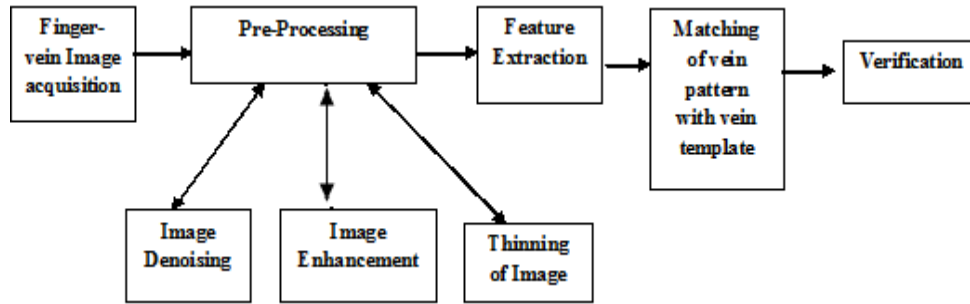 Finger-
vein Image
acquisition
Pre-Processing
Feature
Extraction
Matching
of vein
pattern
with vein
template
Verification
Image
Denoising
Image
Enhancement
Thinning
of Image